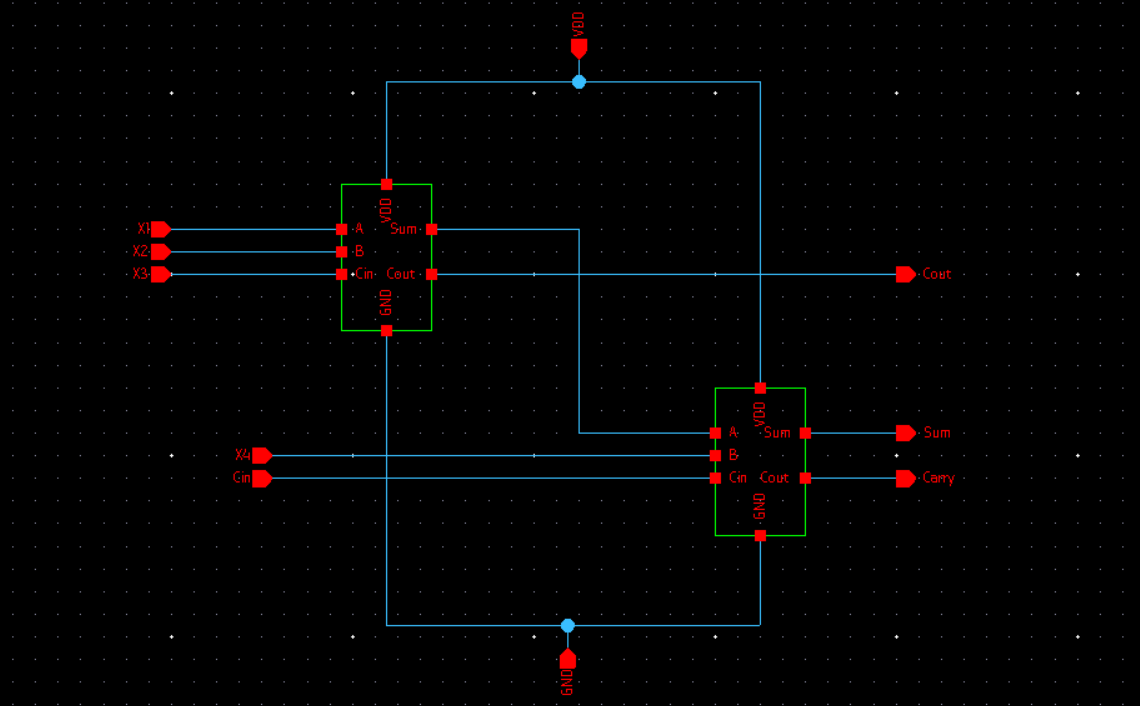 VDD
VDD
X1 A Sum
X2 B
X3 Cin Cout Cout
GND
VDD
A Sum Sum
X4 B
Cin Cin Cout Carry
GND
GND